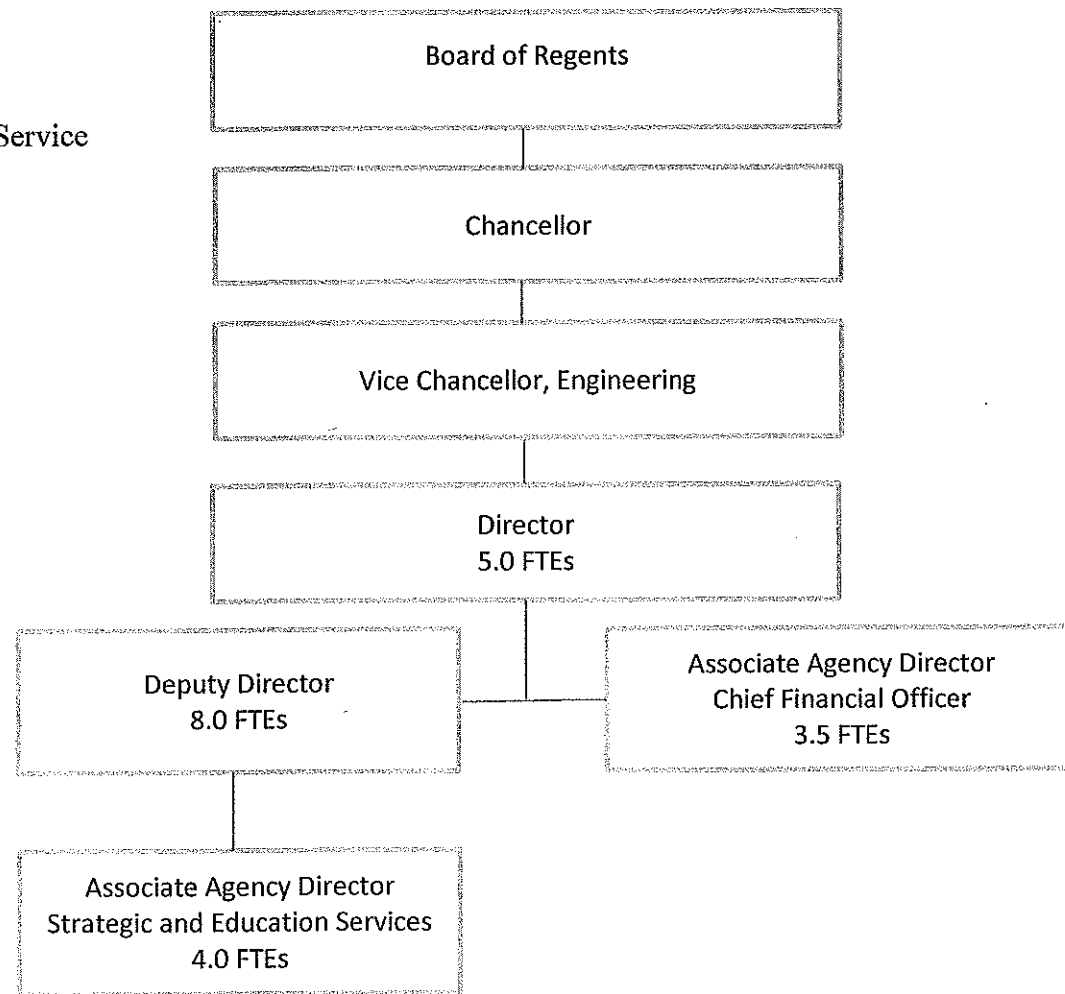 Board of Regents
Service
Chancellor
Vice Chancellor, Engineering
Director
5.0 FTEs
Deputy Director
8.0 FTEs
Associate Agency Director
Chief Financial Officer
3.5 FTEs
Associate Agency Director
Strategic and Education Services
4.0 FTEs